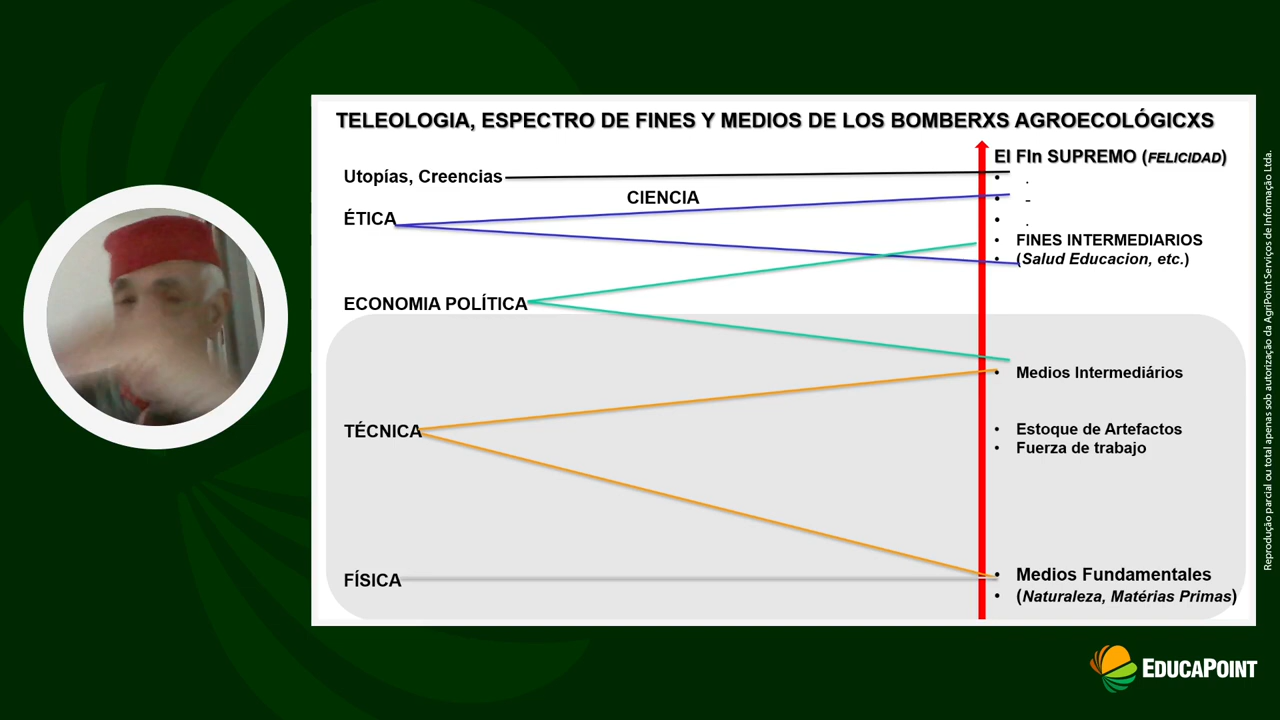 TELEOLOGIA, ESPECTRO DE FINES Y MEDIOS DE LOS BOMBERXS AGROECOLÓGICXS
El FIn SUPREMO (FELICIDAD)
Utopías, Creencias
• .
CIENCIA
• -
ÉTICA
• .
• FINES INTERMEDIARIOS
• (Salud Educacion, etc.)
ECONOMIA POLÍTICA
• Medios Intermediários
TÉCNICA
• Estoque de Artefactos
• Fuerza de trabajo
FÍSICA
• Medios Fundamentales
• (Naturaleza, Matérias Primas)
EDUCAPOINT
Reprodução parcial ou total apenas sob autorização da AgriPoint Serviços de Informação Ltda.